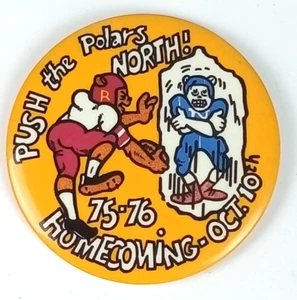 PUSH the Polars
NORTH!
R
75-76
HOMECOMING - OCT. 10th